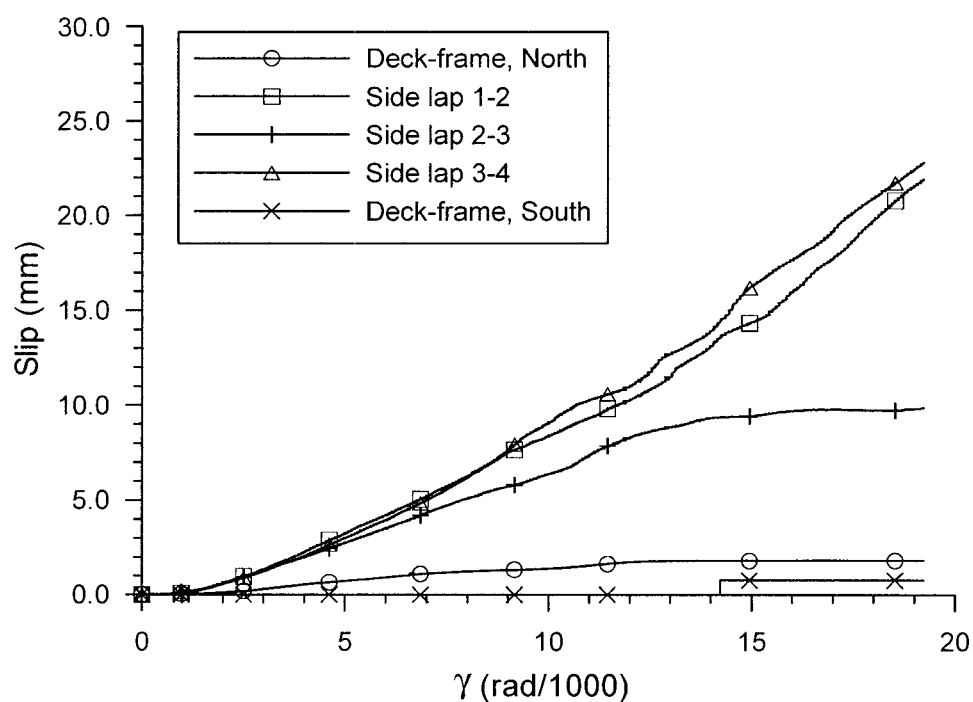 30.0
25.0
20.0
15.0
10.0
5.0
0.0
Slip (mm)
Deck-frame, North
Side lap 1-2
Side lap 2-3
Side lap 3-4
Deck-frame, South
0 5 10 15 20
γ (rad/1000)